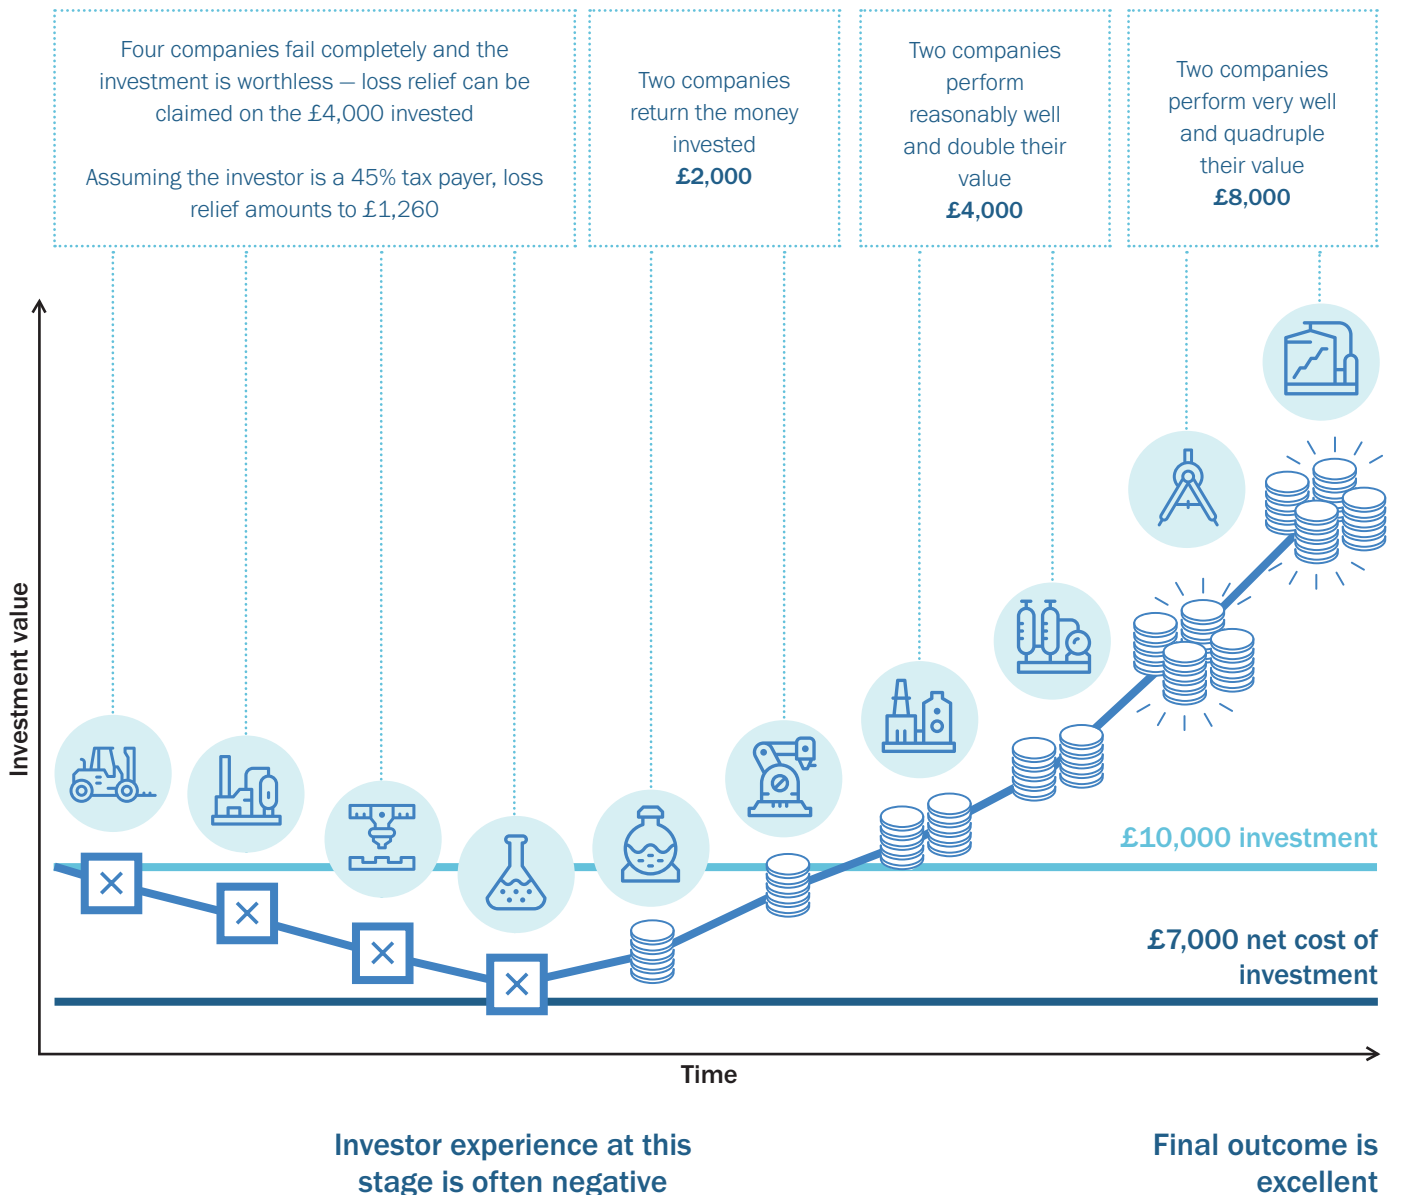 Four companies fail completely and the
investment is worthless — loss relief can be
claimed on the £4,000 invested
Assuming the investor is a 45% tax payer, loss
relief amounts to £1,260
Two companies
return the money
invested
£2,000
Two companies
perform
reasonably well
and double their
value
£4,000
Two companies
perform very well
and quadruple
their value
£8,000
Investment value
£10,000 investment
£7,000 net cost of
investment
Time
Investor experience at this
stage is often negative
Final outcome is
excellent